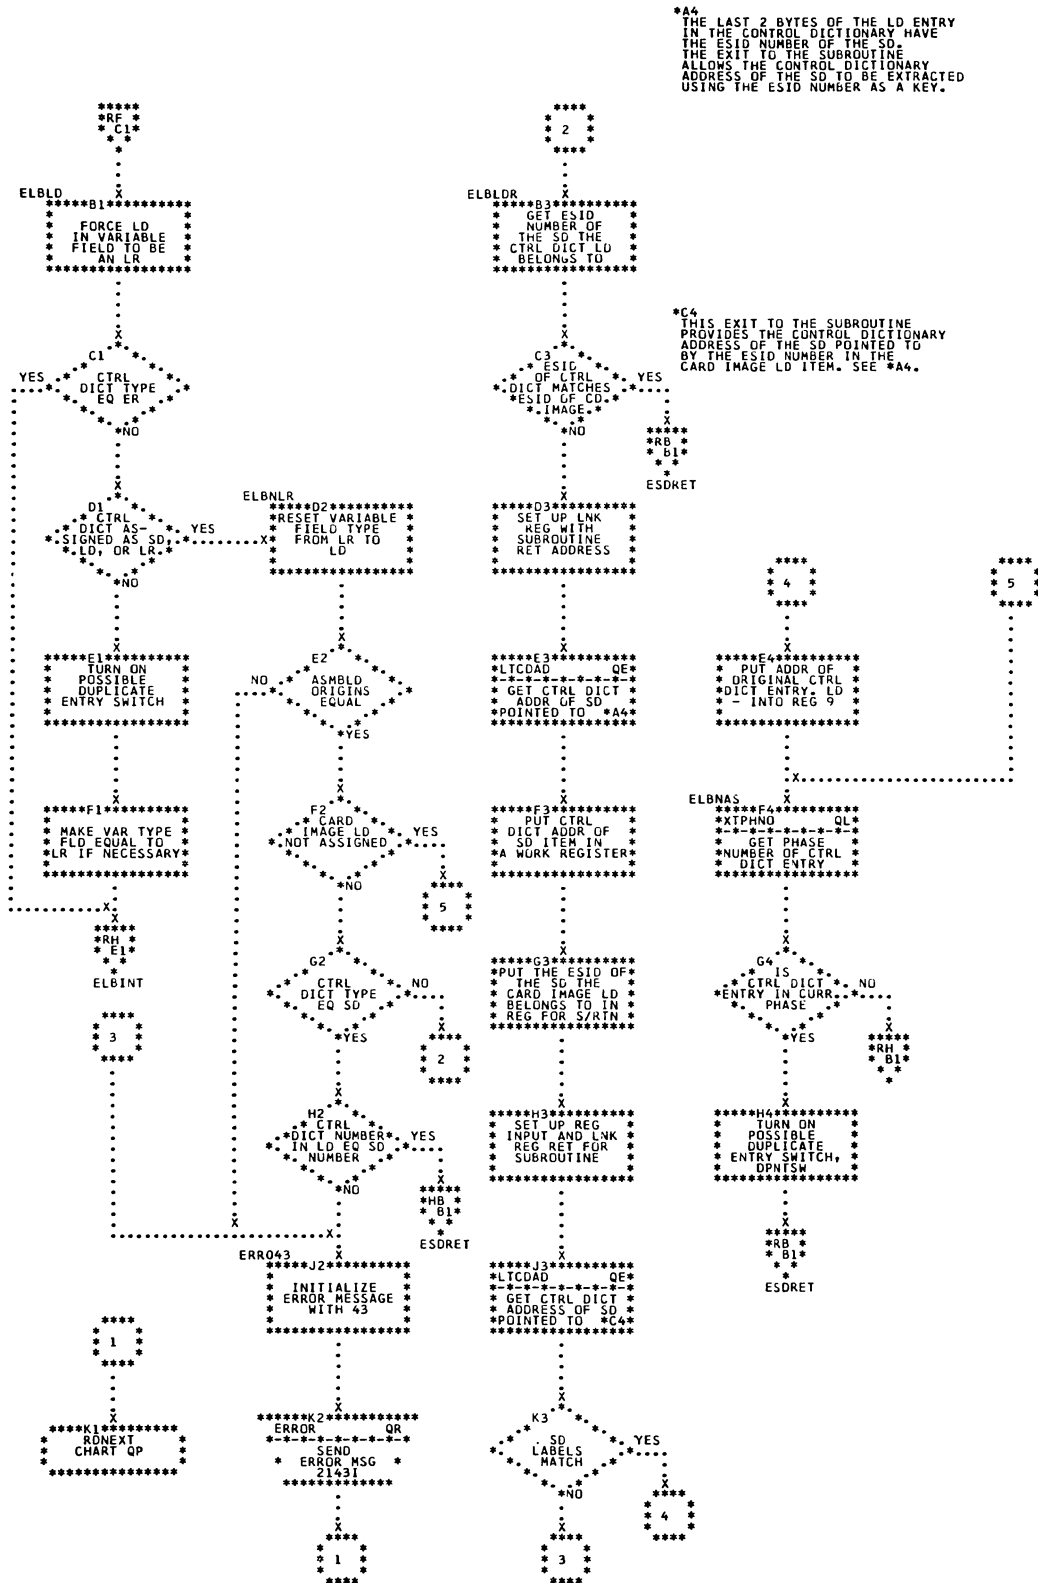 *A4
THE LAST 2 BYTES OF THE LD ENTRY
IN THE CONTROL DICTIONARY HAVE
THE ESID NUMBER OF THE SD.
THE EXIT TO THE SUBROUTINE
ALLOWS THE CONTROL DICTIONARY
ADDRESS OF THE SD TO BE EXTRACTED
USING THE ESID NUMBER AS A KEY.
RF
C1
ELBLD
B1
FORCE LD
IN VARIABLE
FIELD TO BE
AN LR
C1
CTRL
DICT TYPE
EQ ER
YES
NO
D1
CTRL
DICT AS-
SIGNED AS SD,
LD, OR LR.
YES
NO
E1
TURN ON
POSSIBLE
DUPLICATE
ENTRY SWITCH
F1
MAKE VAR TYPE
FLD EQUAL TO
LR IF NECESSARY
RH
E1
ELBINT
3
1
K1
RDNEXT
CHART QP
ELBNLR
D2
RESET VARIABLE
FIELD TYPE
FROM LR TO
LD
E2
ASMBLD
ORIGINS
EQUAL
NO
YES
F2
CARD
IMAGE LD
NOT ASSIGNED
YES
5
NO
G2
CTRL
DICT TYPE
EQ SD
NO
2
YES
H2
CTRL
DICT NUMBER
IN LD EQ SD
NUMBER
YES
HB
B1
ESDRET
NO
ERRO43
J2
INITIALIZE
ERROR MESSAGE
WITH 43
K2
ERROR QR
SEND
ERROR MSG
2143I
1
2
ELBLDR
B3
GET ESID
NUMBER OF
THE SD THE
CTRL DICT LD
BELONGS TO
C3
ESID
OF CTRL
DICT MATCHES
ESID OF CD
IMAGE
YES
RB
B1
ESDRET
NO
D3
SET UP LNK
REG WITH
SUBROUTINE
RET ADDRESS
E3
LTCDAD QE
GET CTRL DICT
ADDR OF SD
POINTED TO *A4
F3
PUT CTRL
DICT ADDR OF
SD ITEM IN
A WORK REGISTER
G3
PUT THE ESID OF
THE SD THE
CARD IMAGE LD
BELONGS TO IN
REG FOR S/RTN
H3
SET UP REG
INPUT AND LNK
REG RET FOR
SUBROUTINE
J3
LTCDAD QE
GET CTRL DICT
ADDRESS OF SD
POINTED TO *C4
K3
SD
LABELS
MATCH
YES
4
NO
3
*C4
THIS EXIT TO THE SUBROUTINE
PROVIDES THE CONTROL DICTIONARY
ADDRESS OF THE SD POINTED TO
BY THE ESID NUMBER IN THE
CARD IMAGE LD ITEM. SEE *A4.
4
5
E4
PUT ADDR OF
ORIGINAL CTRL
DICT ENTRY. LD
- INTO REG 9
ELBNAS
F4
XTPHNO QL
GET PHASE
NUMBER OF CTRL
DICT ENTRY
G4
IS
CTRL DICT
ENTRY IN CURR
PHASE
NO
RH
B1
YES
H4
TURN ON
POSSIBLE
DUPLICATE
ENTRY SWITCH,
DPNTSW
RB
B1
ESDRET